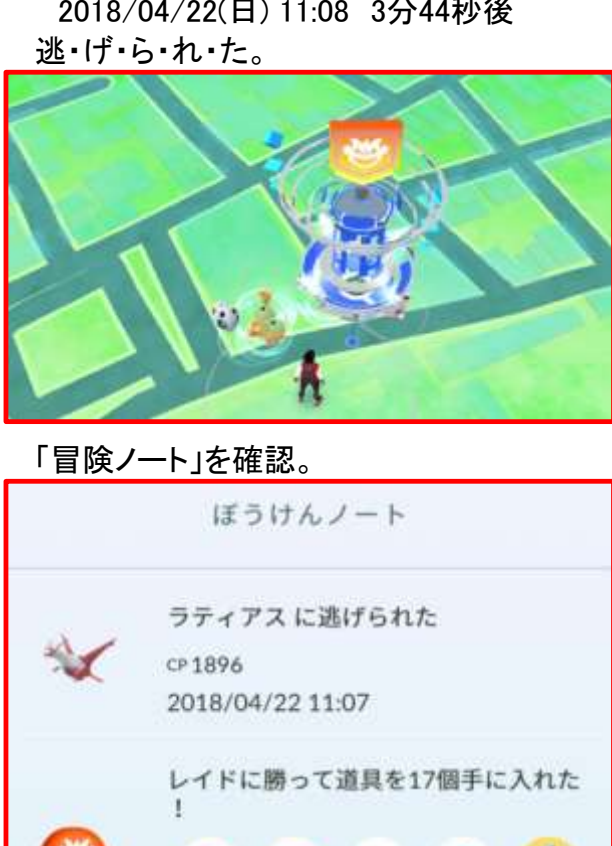 2018/04/22(日) 11:08 3分44秒後
逃・げ・ら・れ・た。
「冒険ノート」を確認。
ぼうけんノート
ラティアス に逃げられた
CP 1896
2018/04/22 11:07
レイドに勝って道具を17個手に入れた
！